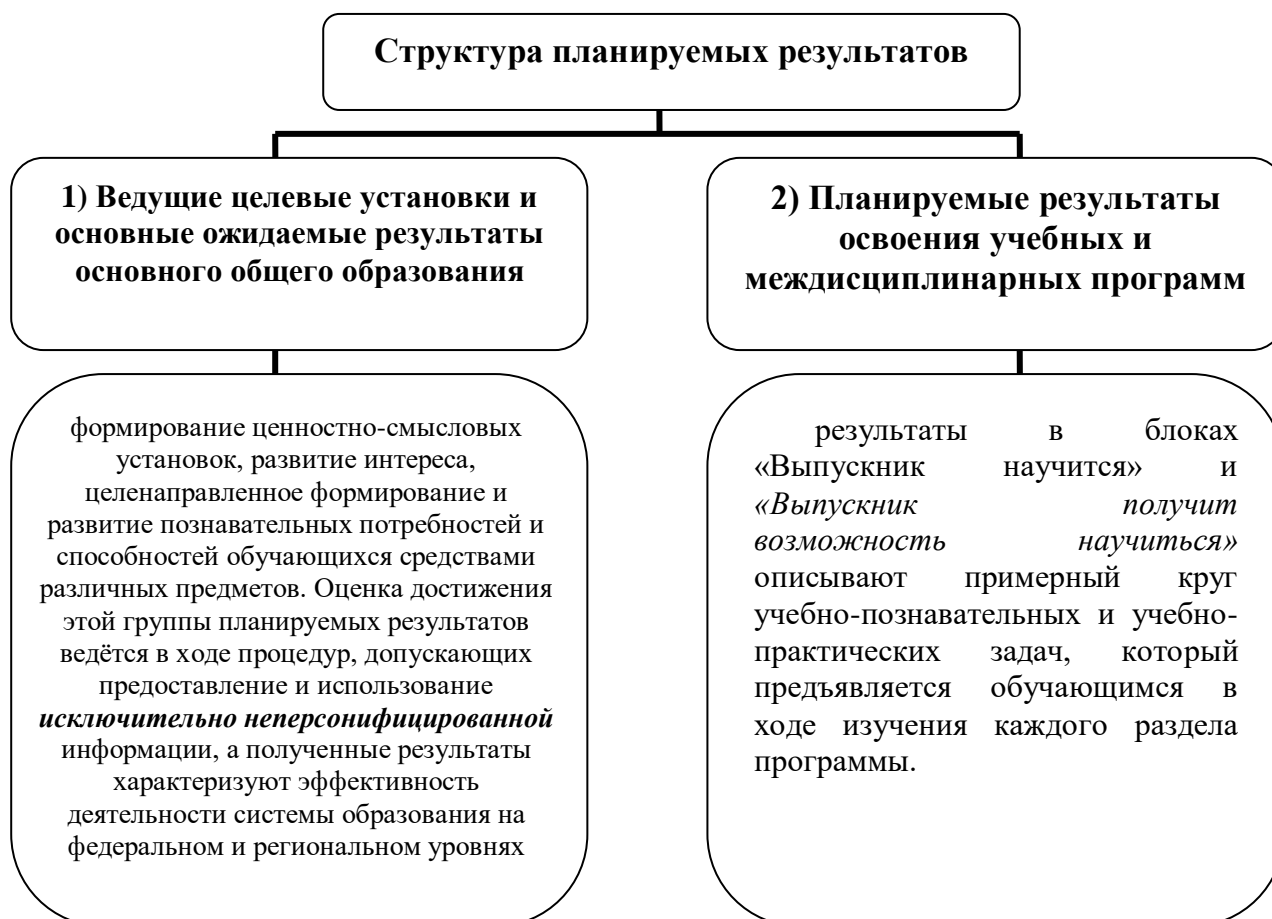 Структура планируемых результатов
1) Ведущие целевые установки и
основные ожидаемые результаты
основного общего образования
2) Планируемые результаты
освоения учебных и
междисциплинарных программ
формирование ценностно-смысловых
установок, развитие интереса,
целенаправленное формирование и
развитие познавательных потребностей и
способностей обучающихся средствами
различных предметов. Оценка достижения
этой группы планируемых результатов
ведётся в ходе процедур, допускающих
предоставление и использование
исключительно неперсонифицированной
информации, а полученные результаты
характеризуют эффективность
деятельности системы образования на
федеральном и региональном уровнях
результаты в блоках
«Выпускник научится» и
«Выпускник получит
возможность научиться»
описывают примерный круг
учебно-познавательных и учебно-
практических задач, который
предъявляется обучающимся в
ходе изучения каждого раздела
программы.